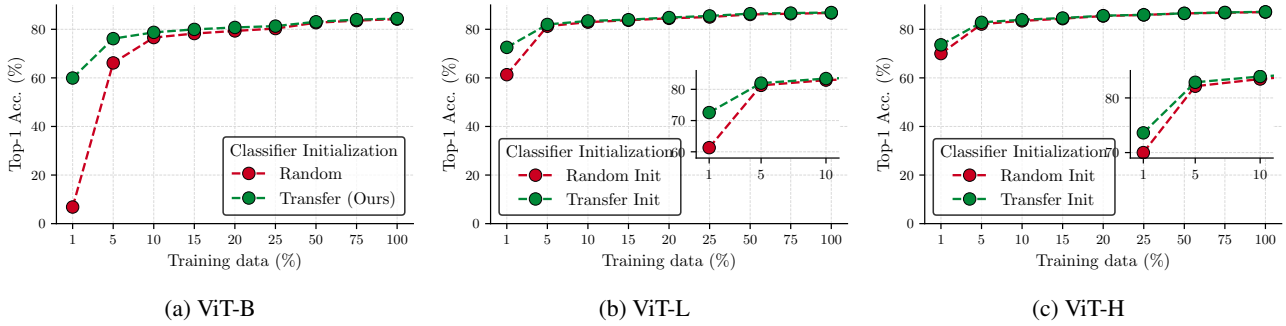 80
60
40
20
0
Top-1 Acc. (%)
Classifier Initialization
Random
Transfer (Ours)
1 5 10 15 20 25 50 75 100
Training data (%)
(a) ViT-B
80
60
40
20
0
Top-1 Acc. (%)
80
70
60
1 5 10
Classifier Initialization
Random Init
Transfer Init
1 5 10 15 20 25 50 75 100
Training data (%)
(b) ViT-L
80
60
40
20
0
Top-1 Acc. (%)
80
70
1 5 10
Classifier Initialization
Random Init
Transfer Init
1 5 10 15 20 25 50 75 100
Training data (%)
(c) ViT-H